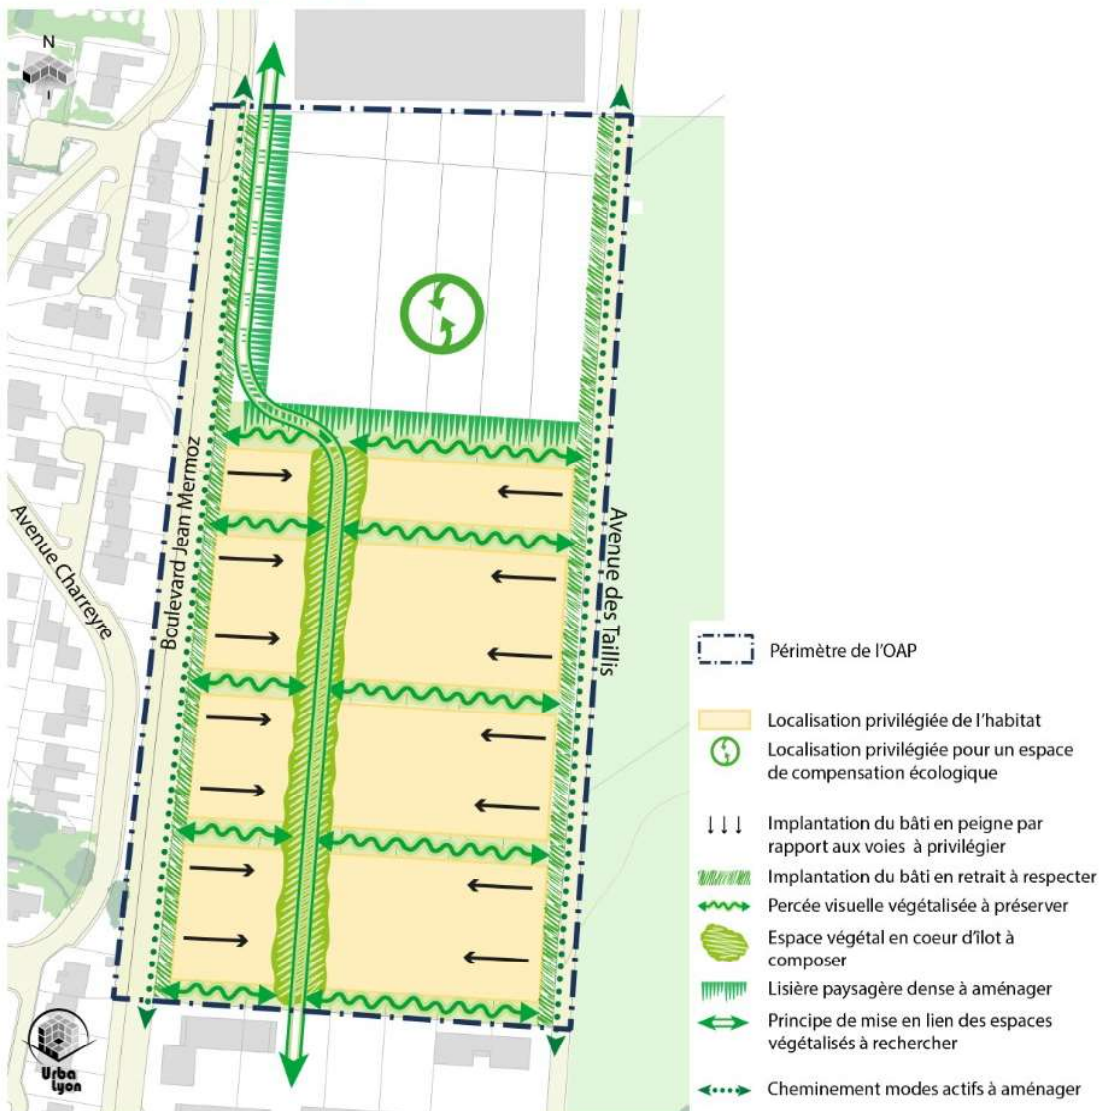 N
Boulevard Jean Mermoz
Avenue Charreyre
Avenue des Taillis
Périmètre de l'OAP
Localisation privilégiée de l'habitat
Localisation privilégiée pour un espace
de compensation écologique
Implantation du bâti en peigne par
rapport aux voies à privilégier
Implantation du bâti en retrait à respecter
Percée visuelle végétalisée à préserver
Espace végétal en coeur d'îlot à
composer
Lisière paysagère dense à aménager
Principe de mise en lien des espaces
végétalisés à rechercher
Cheminement modes actifs à aménager
Urba
Lyon